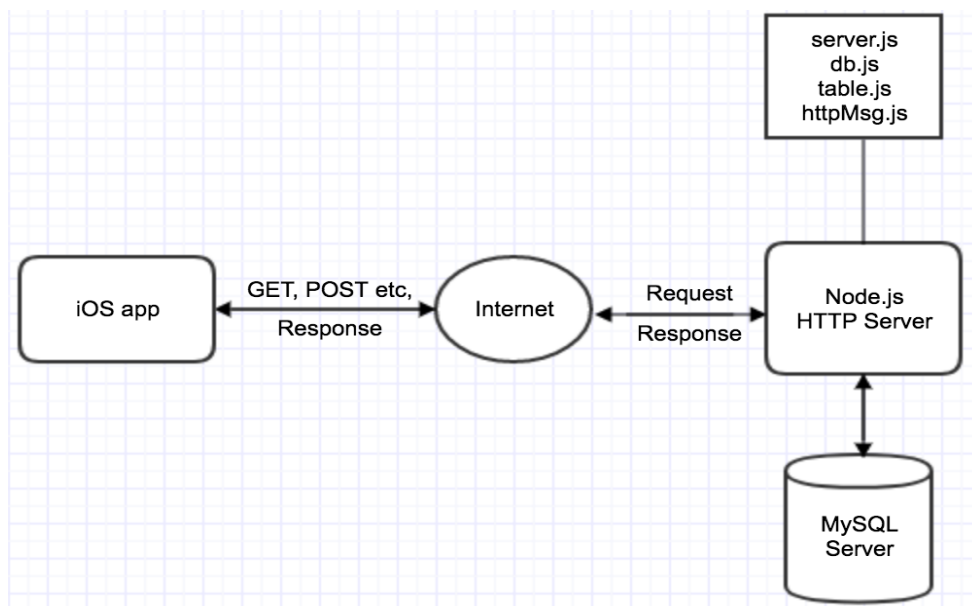 server.js
db.js
table.js
httpMsg.js
iOS app
GET, POST etc,
Response
Internet
Request
Response
Node.js
HTTP Server
MySQL
Server